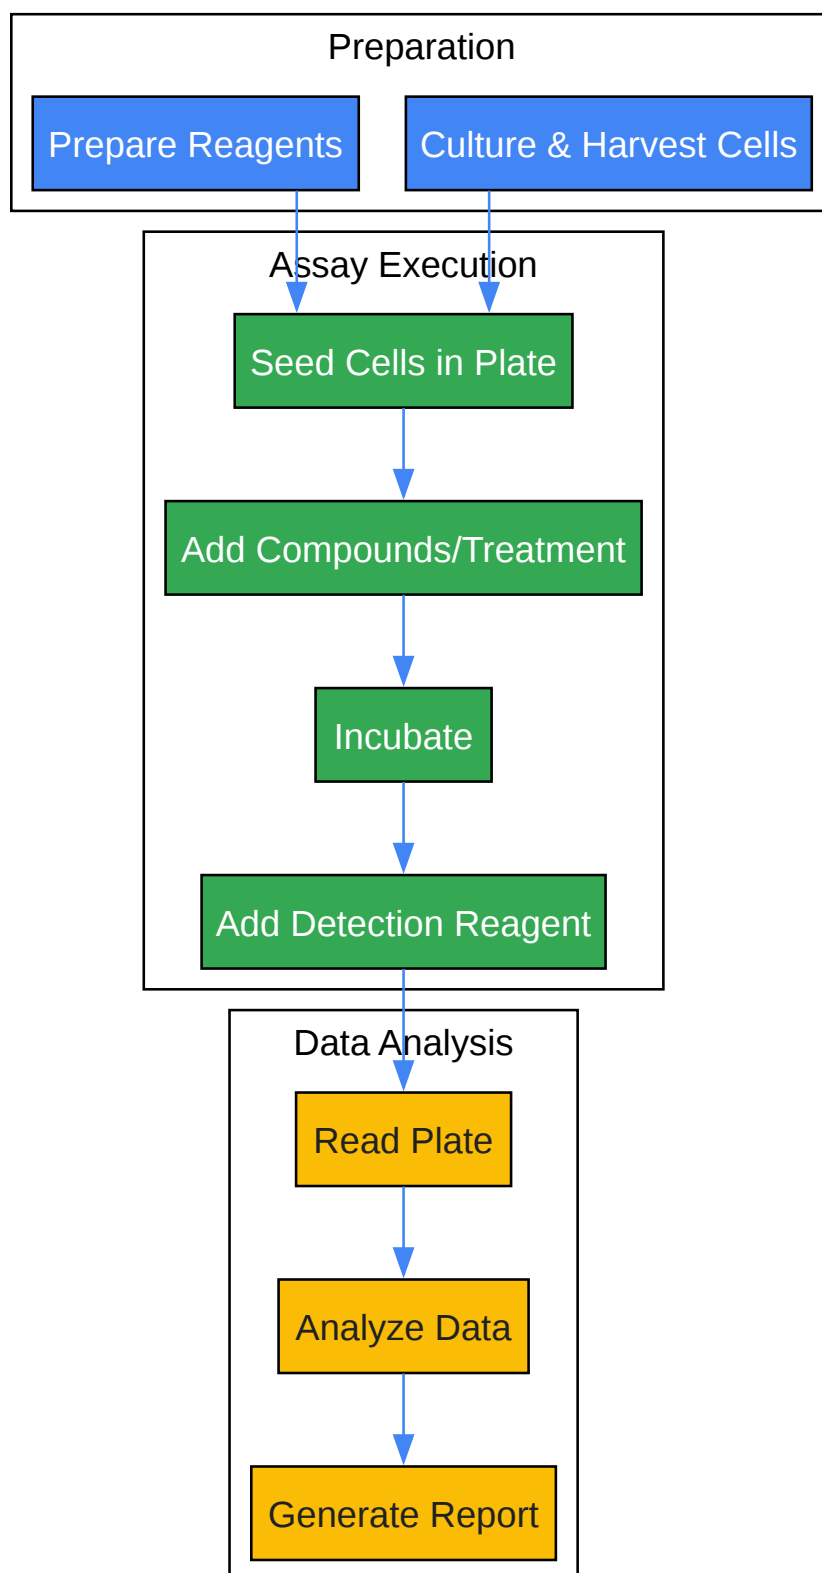 Preparation
Prepare Reagents
Culture & Harvest Cells
Assay Execution
Seed Cells in Plate
Add Compounds/Treatment
Incubate
Add Detection Reagent
Data Analysis
Read Plate
Analyze Data
Generate Report